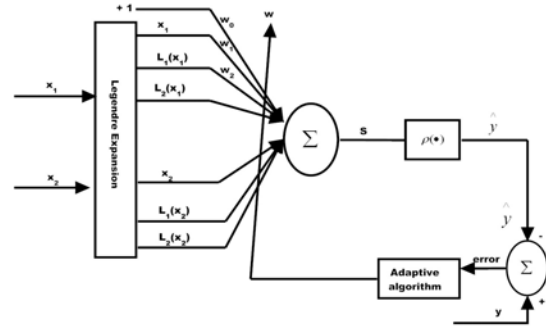 + 1
w
x₁
w₀
w₁
L₁(x₁)
w₂
L₂(x₁)
x₁
Legendre Expansion
Σ
S
ρ(•)
ŷ
x₂
x₂
L₁(x₂)
L₂(x₂)
ŷ
-
Adaptive
algorithm
error
Σ
+
y